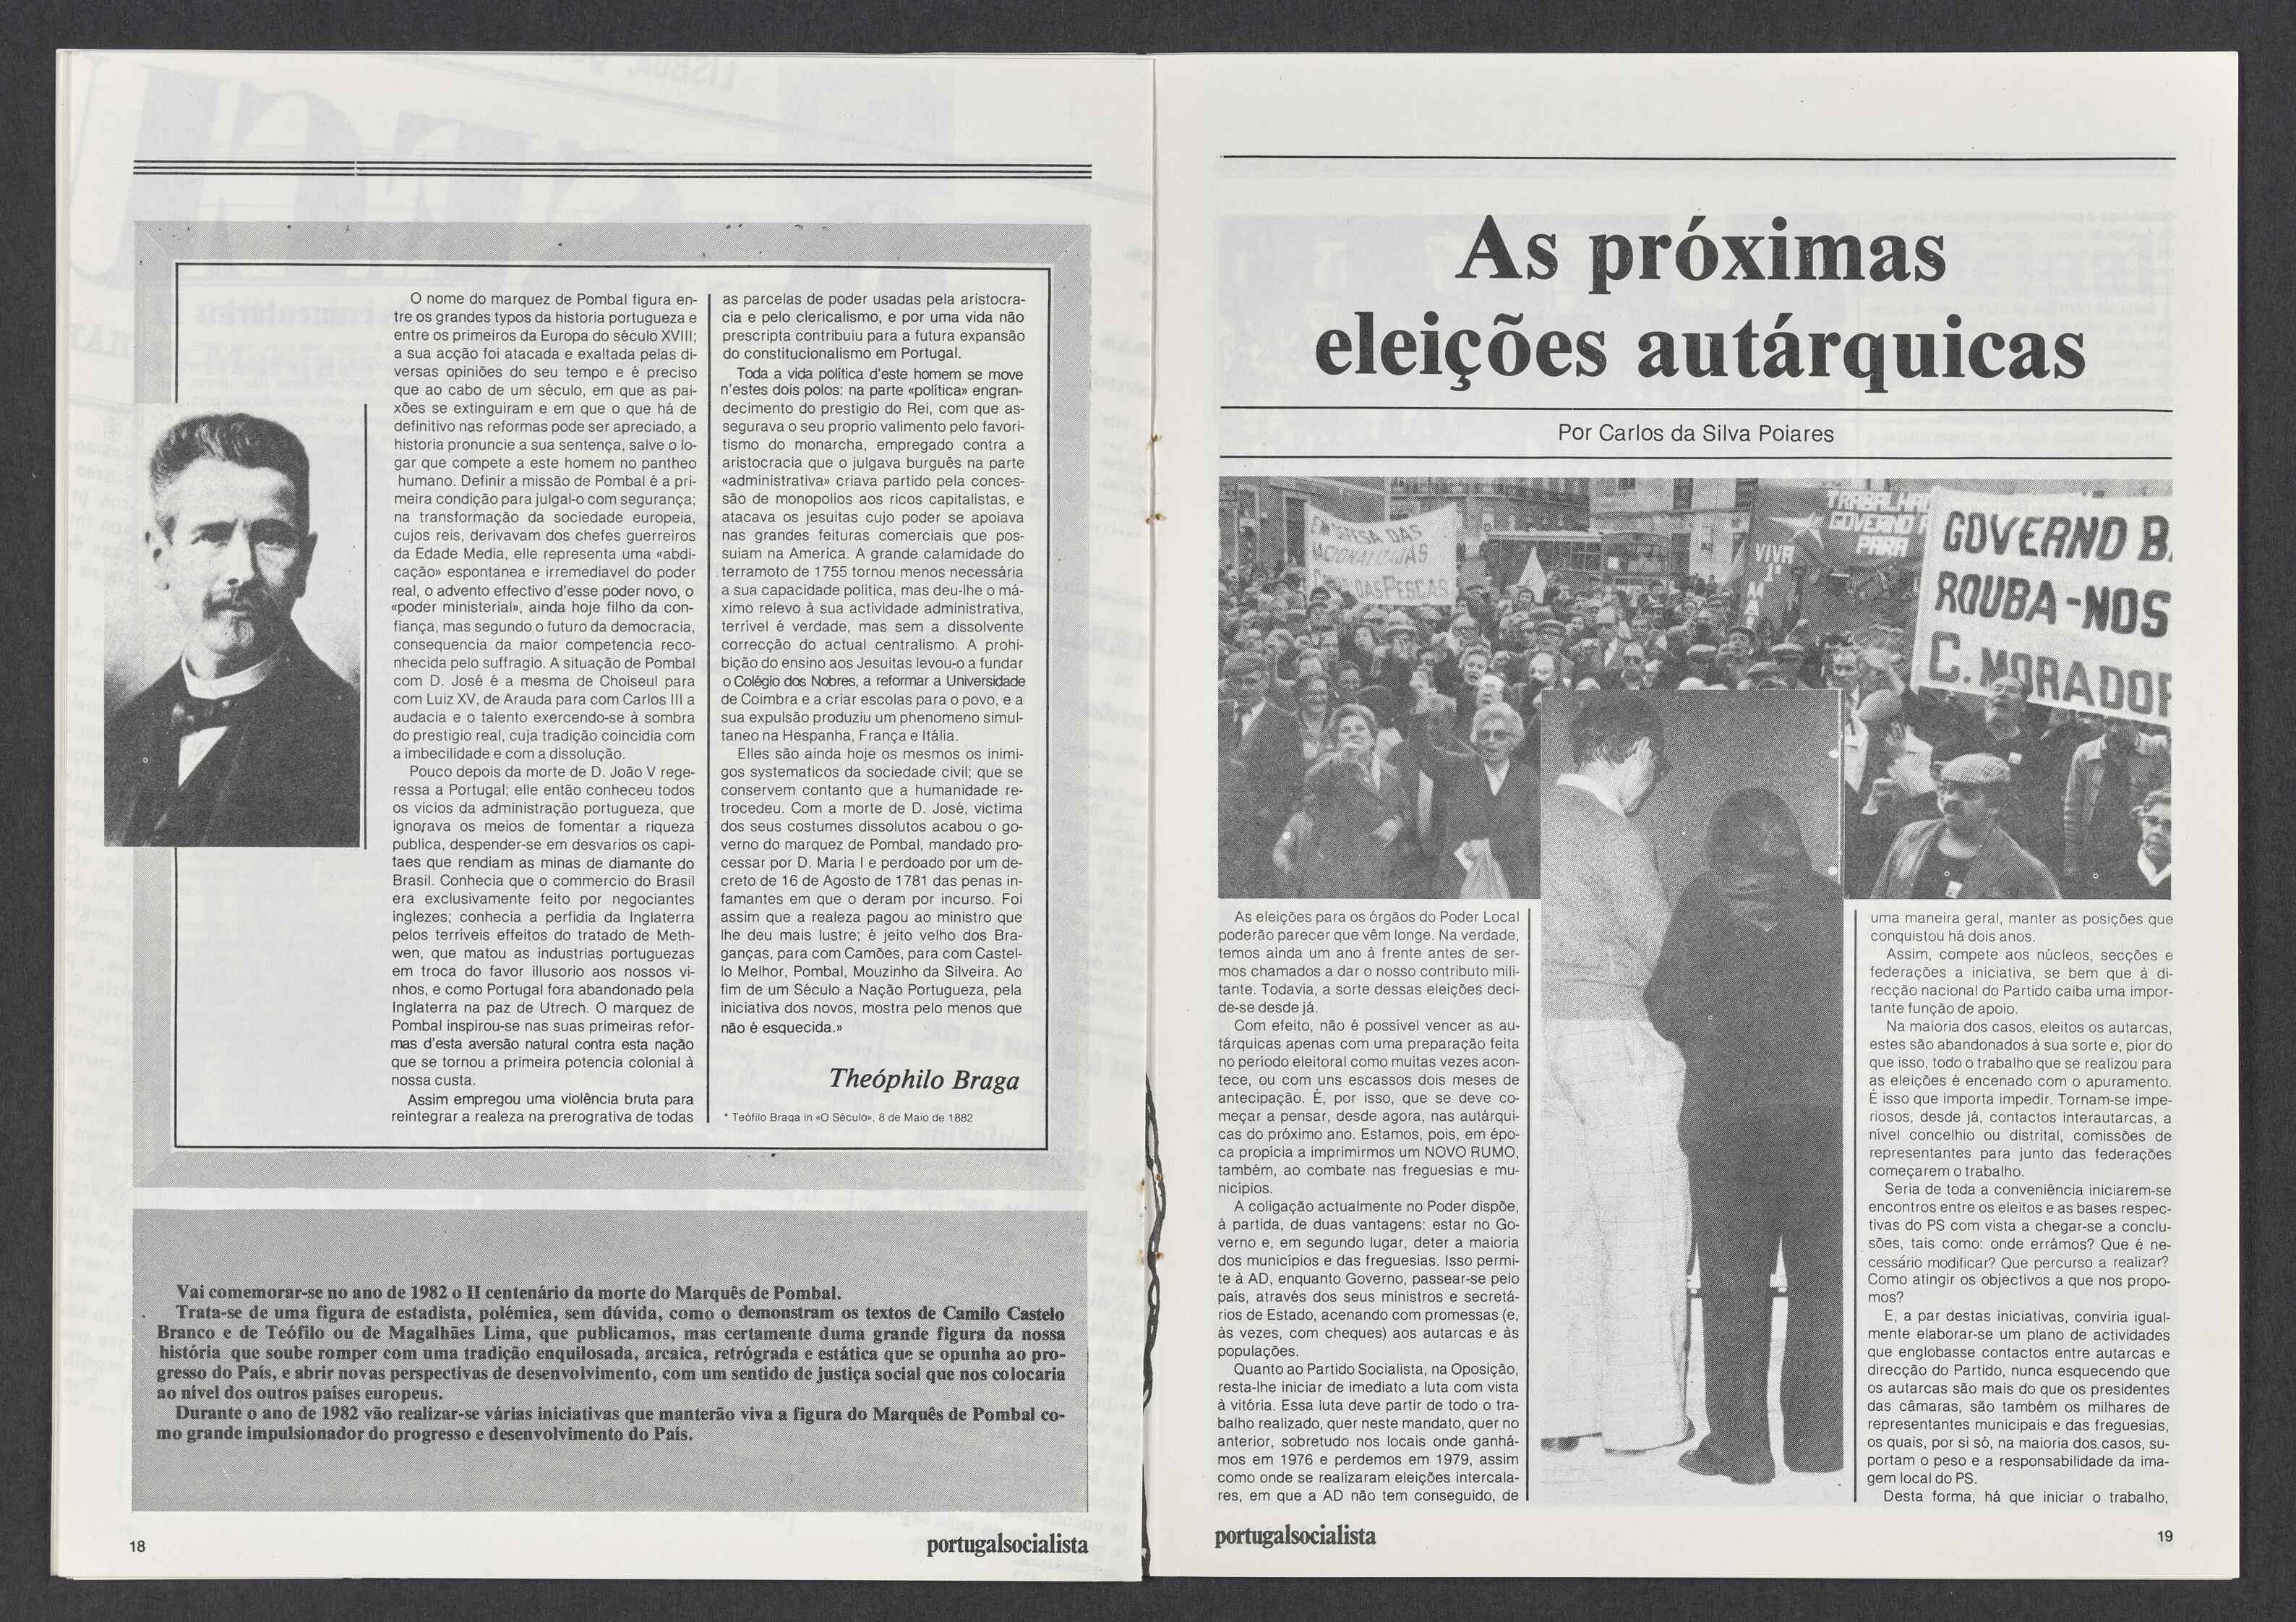 O nome do marquez de Pombal figura en-
tre os grandes typos da historia portugueza e
entre os primeiros da Europa do século XVIII;
a sua acção foi atacada e exaltada pelas di-
versas opiniões do seu tempo e é preciso
que ao cabo de um século, em que as pai-
xões se extinguiram e em que o que há de
definitivo nas reformas pode ser apreciado, a
historia pronuncie a sua sentença, salve o lo-
gar que compete a este homem no pantheo
humano. Definir a missão de Pombal é a pri-
meira condição para julgal-o com segurança;
na transformação da sociedade europeia,
cujos reis, derivavam dos chefes guerreiros
da Edade Media, elle representa uma «abdi-
cação» espontanea e irremediavel do poder
real, o advento effectivo d'esse poder novo, o
«poder ministerial», ainda hoje filho da con-
fiança, mas segundo o futuro da democracia,
consequencia da maior competencia reco-
nhecida pelo suffragio. A situação de Pombal
com D. José é a mesma de Choiseul para
com Luiz XV, de Arauda para com Carlos III a
audacia e o talento exercendo-se à sombra
do prestigio real, cuja tradição coincidia com
a imbecilidade e com a dissolução.
Pouco depois da morte de D. João V rege-
ressa a Portugal; elle então conheceu todos
os vicios da administração portugueza, que
ignorava os meios de fomentar a riqueza
publica, despender-se em desvarios os capi-
taes que rendiam as minas de diamante do
Brasil. Conhecia que o commercio do Brasil
era exclusivamente feito por negociantes
inglezes; conhecia a perfidia da Inglaterra
pelos terríveis effeitos do tratado de Meth-
wen, que matou as industrias portuguezas
em troca do favor illusorio aos nossos vi-
nhos, e como Portugal fora abandonado pela
Inglaterra na paz de Utrech. O marquez de
Pombal inspirou-se nas suas primeiras refor-
mas d'esta aversão natural contra esta nação
que se tornou a primeira potencia colonial à
nossa custa.
Assim empregou uma violência bruta para
reintegrar a realeza na prerogrativa de todas
as parcelas de poder usadas pela aristocra-
cia e pelo clericalismo, e por uma vida não
prescripta contribuiu para a futura expansão
do constitucionalismo em Portugal.
Toda a vida política d'este homem se move
n'estes dois polos: na parte «política» engran-
decimento do prestigio do Rei, com que as-
segurava o seu proprio valimento pelo favori-
tismo do monarcha, empregado contra a
aristocracia que o julgava burguês na parte
«administrativa» criava partido pela conces-
são de monopolios aos ricos capitalistas, e
atacava os jesuitas cujo poder se apoiava
nas grandes feituras comerciais que pos-
suiam na America. A grande calamidade do
terramoto de 1755 tornou menos necessária
a sua capacidade politica, mas deu-lhe o má-
ximo relevo à sua actividade administrativa,
terrível é verdade, mas sem a dissolvente
correcção do actual centralismo. A prohi-
bição do ensino aos Jesuitas levou-o a fundar
o Colégio dos Nobres, a reformar a Universidade
de Coimbra e a criar escolas para o povo, e a
sua expulsão produziu um phenomeno simul-
taneo na Hespanha, França e Itália.
Elles são ainda hoje os mesmos os inimi-
gos systematicos da sociedade civil; que se
conservem contanto que a humanidade re-
trocedeu. Com a morte de D. José, victima
dos seus costumes dissolutos acabou o go-
verno do marquez de Pombal, mandado pro-
cessar por D. Maria I e perdoado por um de-
creto de 16 de Agosto de 1781 das penas in-
famantes em que o deram por incurso. Foi
assim que a realeza pagou ao ministro que
lhe deu mais lustre; é jeito velho dos Bra-
ganças, para com Camões, para com Castel-
lo Melhor, Pombal, Mouzinho da Silveira. Ao
fim de um Século a Nação Portugueza, pela
iniciativa dos novos, mostra pelo menos que
não é esquecida.»
Theóphilo Braga
* Teófilo Braga in «O Século», 8 de Maio de 1882
Vai comemorar-se no ano de 1982 o II centenário da morte do Marquês de Pombal.
Trata-se de uma figura de estadista, polémica, sem dúvida, como o demonstram os textos de Camilo Castelo
Branco e de Teófilo ou de Magalhães Lima, que publicamos, mas certamente duma grande figura da nossa
história que soube romper com uma tradição enquilosada, arcaica, retrógrada e estática que se opunha ao pro-
gresso do País, e abrir novas perspectivas de desenvolvimento, com um sentido de justiça social que nos colocaria
ao nível dos outros países europeus.
Durante o ano de 1982 vão realizar-se várias iniciativas que manterão viva a figura do Marquês de Pombal co-
mo grande impulsionador do progresso e desenvolvimento do País.
18
portugalsocialista
As próximas
eleições autárquicas
Por Carlos da Silva Poiares
EM DEFESA DAS
NACIONALIZADAS
DAS PESCAS
VIVA
1º
MA
TRABALHAD
GOVERNO P
PARA
GOVERNO B
ROUBA-NOS
C. MORADOR
As eleições para os órgãos do Poder Local
poderão parecer que vêm longe. Na verdade,
temos ainda um ano à frente antes de ser-
mos chamados a dar o nosso contributo mili-
tante. Todavia, a sorte dessas eleições deci-
de-se desde já.
Com efeito, não é possível vencer as au-
tárquicas apenas com uma preparação feita
no período eleitoral como muitas vezes acon-
tece, ou com uns escassos dois meses de
antecipação. É, por isso, que se deve co-
meçar a pensar, desde agora, nas autárqui-
cas do próximo ano. Estamos, pois, em épo-
ca propícia a imprimirmos um NOVO RUMO,
também, ao combate nas freguesias e mu-
nicípios.
A coligação actualmente no Poder dispõe,
à partida, de duas vantagens: estar no Go-
verno e, em segundo lugar, deter a maioria
dos municípios e das freguesias. Isso permi-
te à AD, enquanto Governo, passear-se pelo
país, através dos seus ministros e secretá-
rios de Estado, acenando com promessas (e,
às vezes, com cheques) aos autarcas e às
populações.
Quanto ao Partido Socialista, na Oposição,
resta-lhe iniciar de imediato a luta com vista
à vitória. Essa luta deve partir de todo o tra-
balho realizado, quer neste mandato, quer no
anterior, sobretudo nos locais onde ganhá-
mos em 1976 e perdemos em 1979, assim
como onde se realizaram eleições intercala-
res, em que a AD não tem conseguido, de
uma maneira geral, manter as posições que
conquistou há dois anos.
Assim, compete aos núcleos, secções e
federações a iniciativa, se bem que à di-
recção nacional do Partido caiba uma impor-
tante função de apoio.
Na maioria dos casos, eleitos os autarcas,
estes são abandonados à sua sorte e, pior do
que isso, todo o trabalho que se realizou para
as eleições é encenado com o apuramento.
É isso que importa impedir. Tornam-se impe-
riosos, desde já, contactos interautarcas, a
nível concelhio ou distrital, comissões de
representantes para junto das federações
começarem o trabalho.
Seria de toda a conveniência iniciarem-se
encontros entre os eleitos e as bases respec-
tivas do PS com vista a chegar-se a conclu-
sões, tais como: onde errámos? Que é ne-
cessário modificar? Que percurso a realizar?
Como atingir os objectivos a que nos propo-
mos?
E, a par destas iniciativas, conviria igual-
mente elaborar-se um plano de actividades
que englobasse contactos entre autarcas e
direcção do Partido, nunca esquecendo que
os autarcas são mais do que os presidentes
das câmaras, são também os milhares de
representantes municipais e das freguesias,
os quais, por si só, na maioria dos casos, su-
portam o peso e a responsabilidade da ima-
gem local do PS.
Desta forma, há que iniciar o trabalho,
portugalsocialista
19